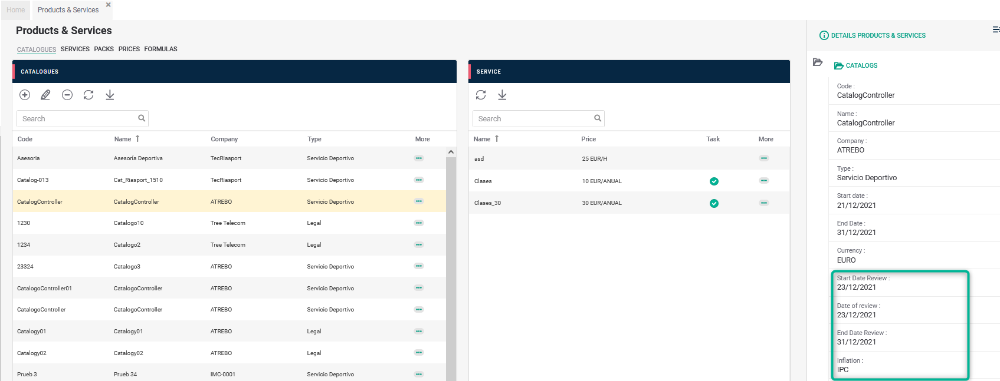 Home
Products & Services
Products & Services
CATALOGUES SERVICES PACKS PRICES FORMULAS
CATALOGUES
Search
Code Name Company Type More
Asesoria Asesoría Deportiva TecRiasport Servicio Deportivo
Catalog-013 Cat_Riasport_1510 TecRiasport Servicio Deportivo
CatalogController CatalogController ATREBO Servicio Deportivo
1230 Catalogo10 Tree Telecom Legal
1234 Catalogo2 Tree Telecom Legal
23324 Catalogo3 ATREBO Servicio Deportivo
CatalogoController01 CatalogoController ATREBO Servicio Deportivo
CatalogoController CatalogoController ATREBO Servicio Deportivo
Catalogy01 Catalogy01 ATREBO Legal
Catalogy02 Catalogy02 ATREBO Legal
Prueb 3 Prueb 34 IMC-0001 Servicio Deportivo
SERVICE
Search
Name Price Task More
asd 25 EUR/H
Clases 10 EUR/ANUAL
Clases_30 30 EUR/ANUAL
DETAILS PRODUCTS & SERVICES
CATALOGS
Code :
CatalogController
Name :
CatalogController
Company :
ATREBO
Type :
Servicio Deportivo
Start date :
21/12/2021
End Date :
31/12/2021
Currency :
EURO
Start Date Review :
23/12/2021
Date of review :
23/12/2021
End Date Review :
31/12/2021
Inflation :
IPC